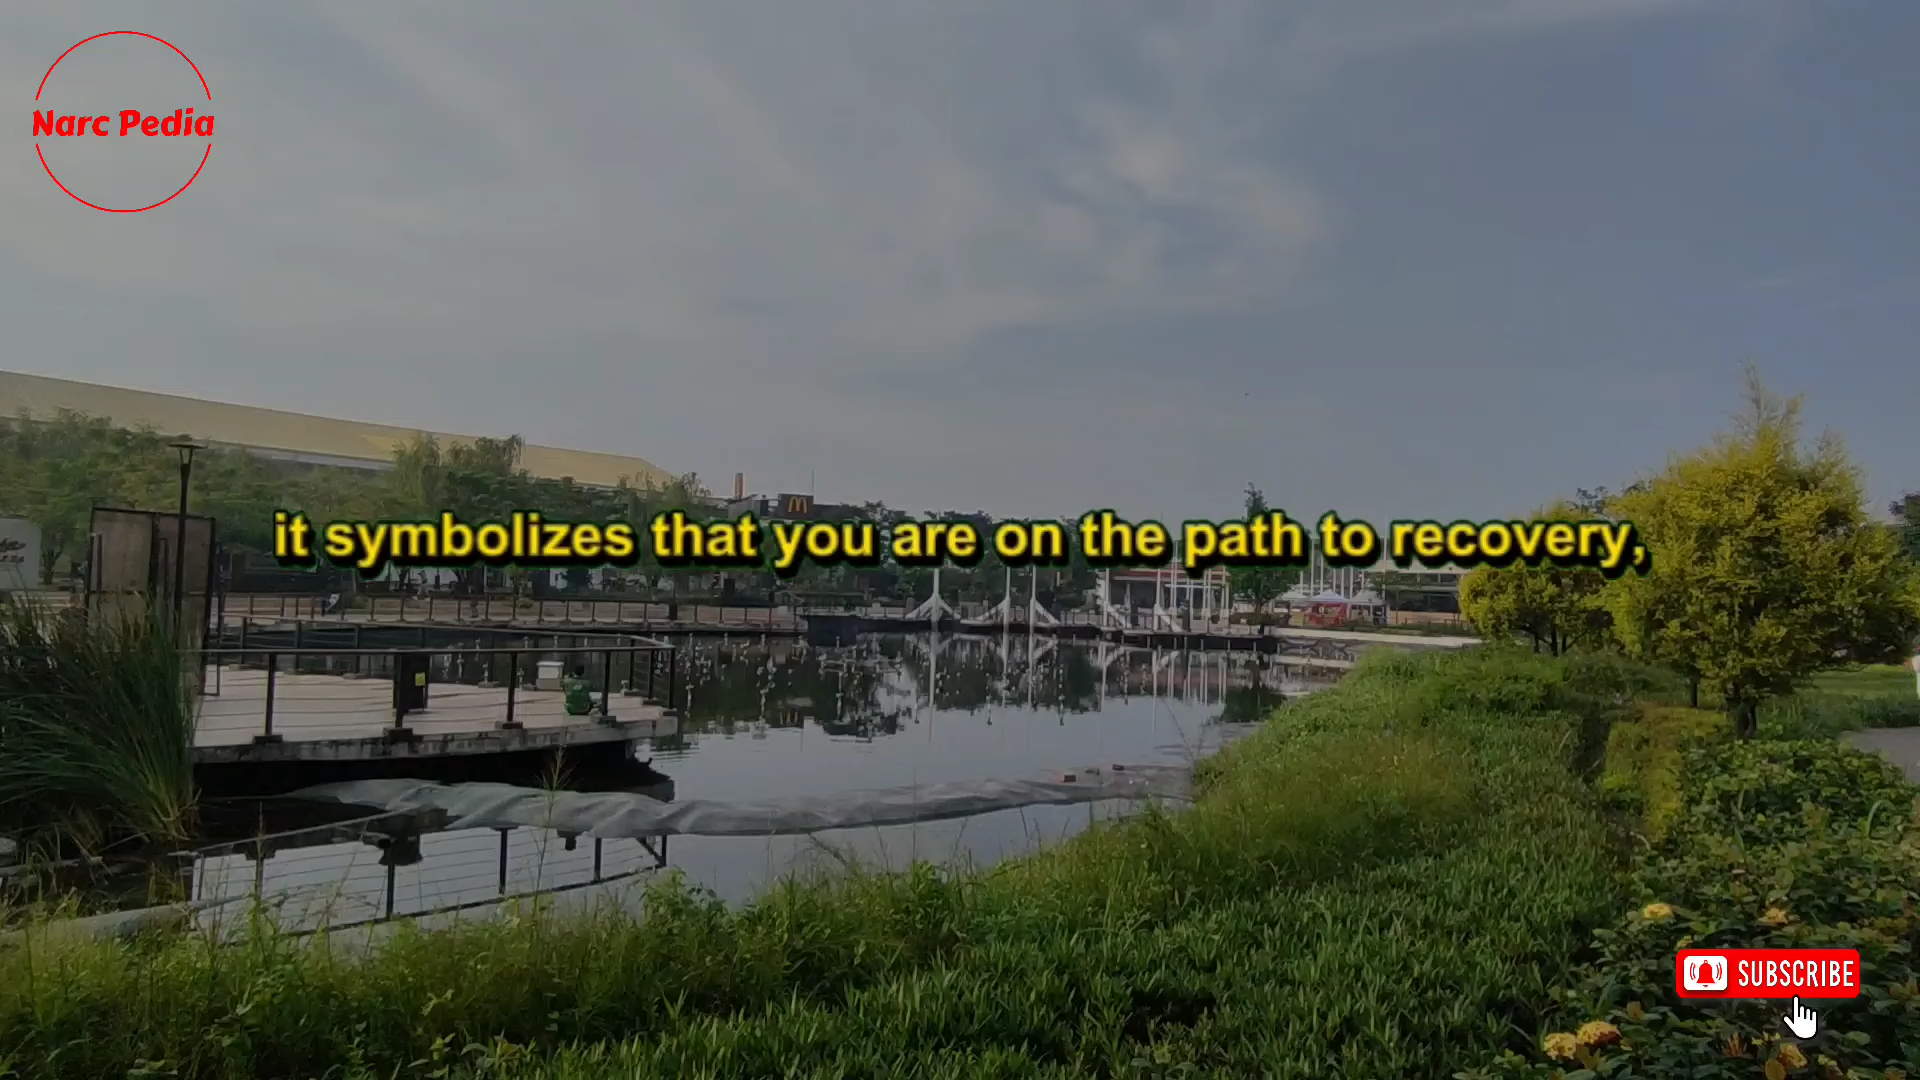 Narc Pedia
it symbolizes that you are on the path to recovery,
SUBSCRIBE